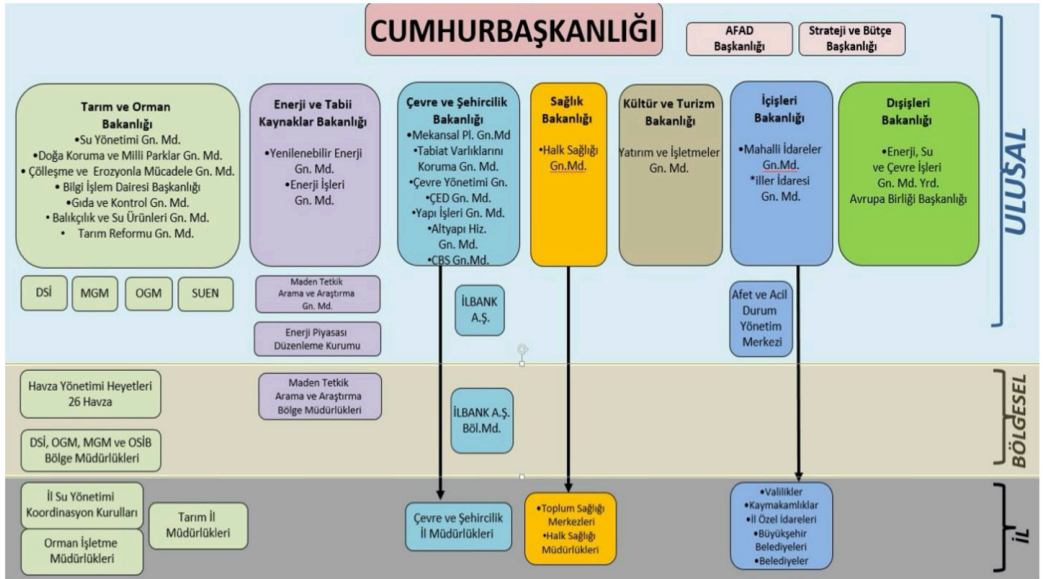 CUMHURBAŞKANLIĞI
AFAD
Başkanlığı
Strateji ve Bütçe
Başkanlığı
Tarım ve Orman
Bakanlığı
•Su Yönetimi Gn. Md.
•Doğa Koruma ve Milli Parklar Gn. Md.
• Çölleşme ve Erozyonla Mücadele Gn. Md.
• Bilgi İşlem Dairesi Başkanlığı
•Gıda ve Kontrol Gn. Md.
• Balıkçılık ve Su Ürünleri Gn. Md.
• Tarım Reformu Gn. Md.
Enerji ve Tabii
Kaynaklar Bakanlığı
•Yenilenebilir Enerji
Gn. Md.
•Enerji İşleri
Gn. Md.
Çevre ve Şehircilik
Bakanlığı
•Mekansal Pl. Gn.Md
•Tabiat Varlıklarını
Koruma Gn. Md.
•Çevre Yönetimi Gn.
•ÇED Gn. Md.
•Yapı İşleri Gn. Md.
•Altyapı Hiz.
Gn. Md.
•CBS Gn.Md.
Sağlık
Bakanlığı
•Halk Sağlığı
Gn.Md.
Kültür ve Turizm
Bakanlığı
Yatırım ve İşletmeler
Gn. Md.
İçişleri
Bakanlığı
•Mahalli İdareler
Gn.Md.
•iller İdaresi
Gn. Md.
Dışişleri
Bakanlığı
•Enerji, Su
ve Çevre İşleri
Gn. Md. Yrd.
Avrupa Birliği Başkanlığı
ULUSAL
DSİ
MGM
OGM
SUEN
Maden Tetkik
Arama ve Araştırma
Gn. Md.
Enerji Piyasası
Düzenleme Kurumu
İLBANK
A.Ş.
Afet ve Acil
Durum
Yönetim
Merkezi
Havza Yönetimi Heyetleri
26 Havza
DSİ, OGM, MGM ve OSİB
Bölge Müdürlükleri
Maden Tetkik
Arama ve Araştırma
Bölge Müdürlükleri
İLBANK A.Ş.
Böl.Md.
BÖLGESEL
İl Su Yönetimi
Koordinasyon Kurulları
Orman İşletme
Müdürlükleri
Tarım İl
Müdürlükleri
Çevre ve Şehircilik
İl Müdürlükleri
•Toplum Sağlığı
Merkezleri
•Halk Sağlığı
Müdürlükleri
•Valilikler
•Kaymakamlıklar
•İl Özel İdareleri
•Büyükşehir
Belediyeleri
•Belediyeler
İL